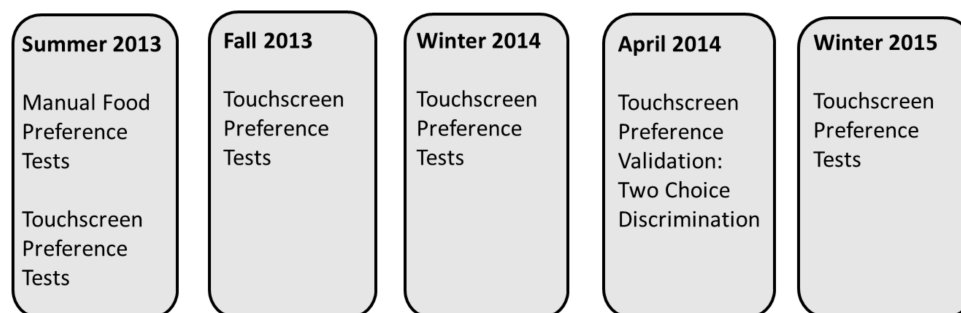 Summer 2013
Manual Food
Preference
Tests
Touchscreen
Preference
Tests
Fall 2013
Touchscreen
Preference
Tests
Winter 2014
Touchscreen
Preference
Tests
April 2014
Touchscreen
Preference
Validation:
Two Choice
Discrimination
Winter 2015
Touchscreen
Preference
Tests